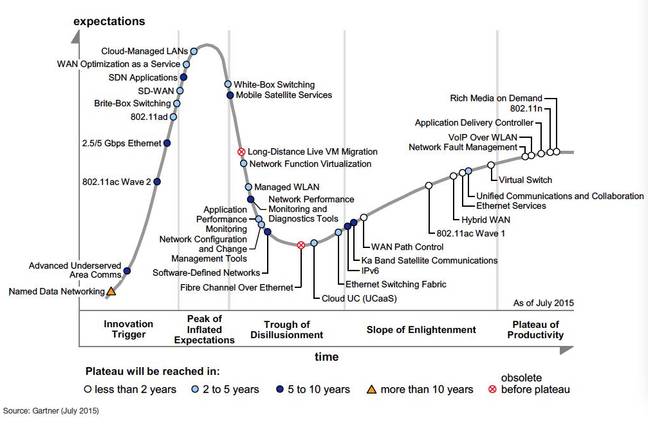 expectations
Cloud-Managed LANs
WAN Optimization as a Service
SDN Applications
SD-WAN
Brite-Box Switching
802.11ad
2.5/5 Gbps Ethernet
802.11ac Wave 2
Advanced Underserved
Area Comms
Named Data Networking
White-Box Switching
Mobile Satellite Services
Long-Distance Live VM Migration
Network Function Virtualization
Managed WLAN
Network Performance
Monitoring and
Diagnostics Tools
Application
Performance
Monitoring
Network Configuration
and Change
Management Tools
Software-Defined Networks
Fibre Channel Over Ethernet
Cloud UC (UCaaS)
Ethernet Switching Fabric
IPv6
Ka Band Satellite Communications
WAN Path Control
802.11ac Wave 1
Hybrid WAN
Ethernet Services
Unified Communications and Collaboration
Virtual Switch
Network Fault Management
VoIP Over WLAN
Application Delivery Controller
802.11n
Rich Media on Demand
As of July 2015
Innovation
Trigger
Peak of
Inflated
Expectations
Trough of
Disillusionment
Slope of Enlightenment
Plateau of
Productivity
time
Plateau will be reached in:
less than 2 years
2 to 5 years
5 to 10 years
more than 10 years
obsolete
before plateau
Source: Gartner (July 2015)